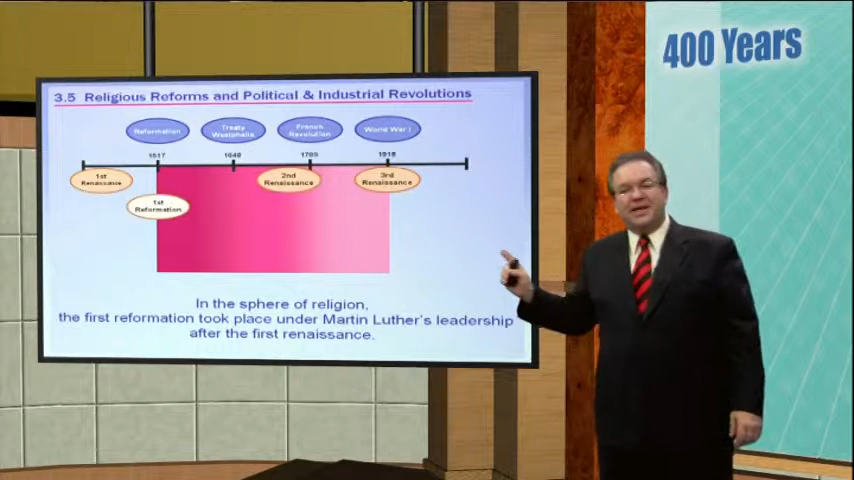 400 Years
3.5 Religious Reforms and Political & Industrial Revolutions
Reformation
Treaty
Westphalia
French
Revolution
World War I
1517
1648
1789
1918
1st
Renaissance
2nd
Renaissance
3rd
Renaissance
1st
Reformation
In the sphere of religion,
the first reformation took place under Martin Luther's leadership
after the first renaissance.